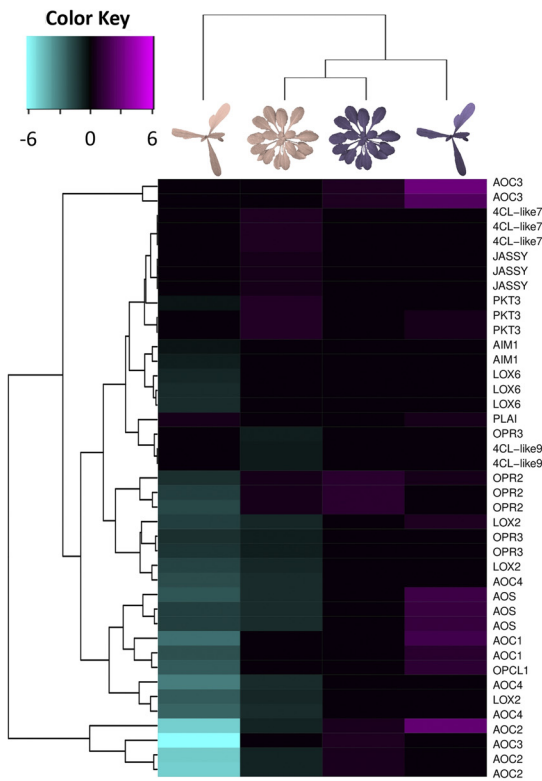 Color Key
-6 0 6
AOC3
AOC3
4CL-like7
4CL-like7
4CL-like7
JASSY
JASSY
JASSY
PKT3
PKT3
PKT3
AIM1
AIM1
LOX6
LOX6
LOX6
PLAI
OPR3
4CL-like9
4CL-like9
OPR2
OPR2
OPR2
LOX2
OPR3
OPR3
LOX2
AOC4
AOS
AOS
AOS
AOC1
AOC1
OPCL1
AOC4
LOX2
AOC4
AOC2
AOC3
AOC2
AOC2